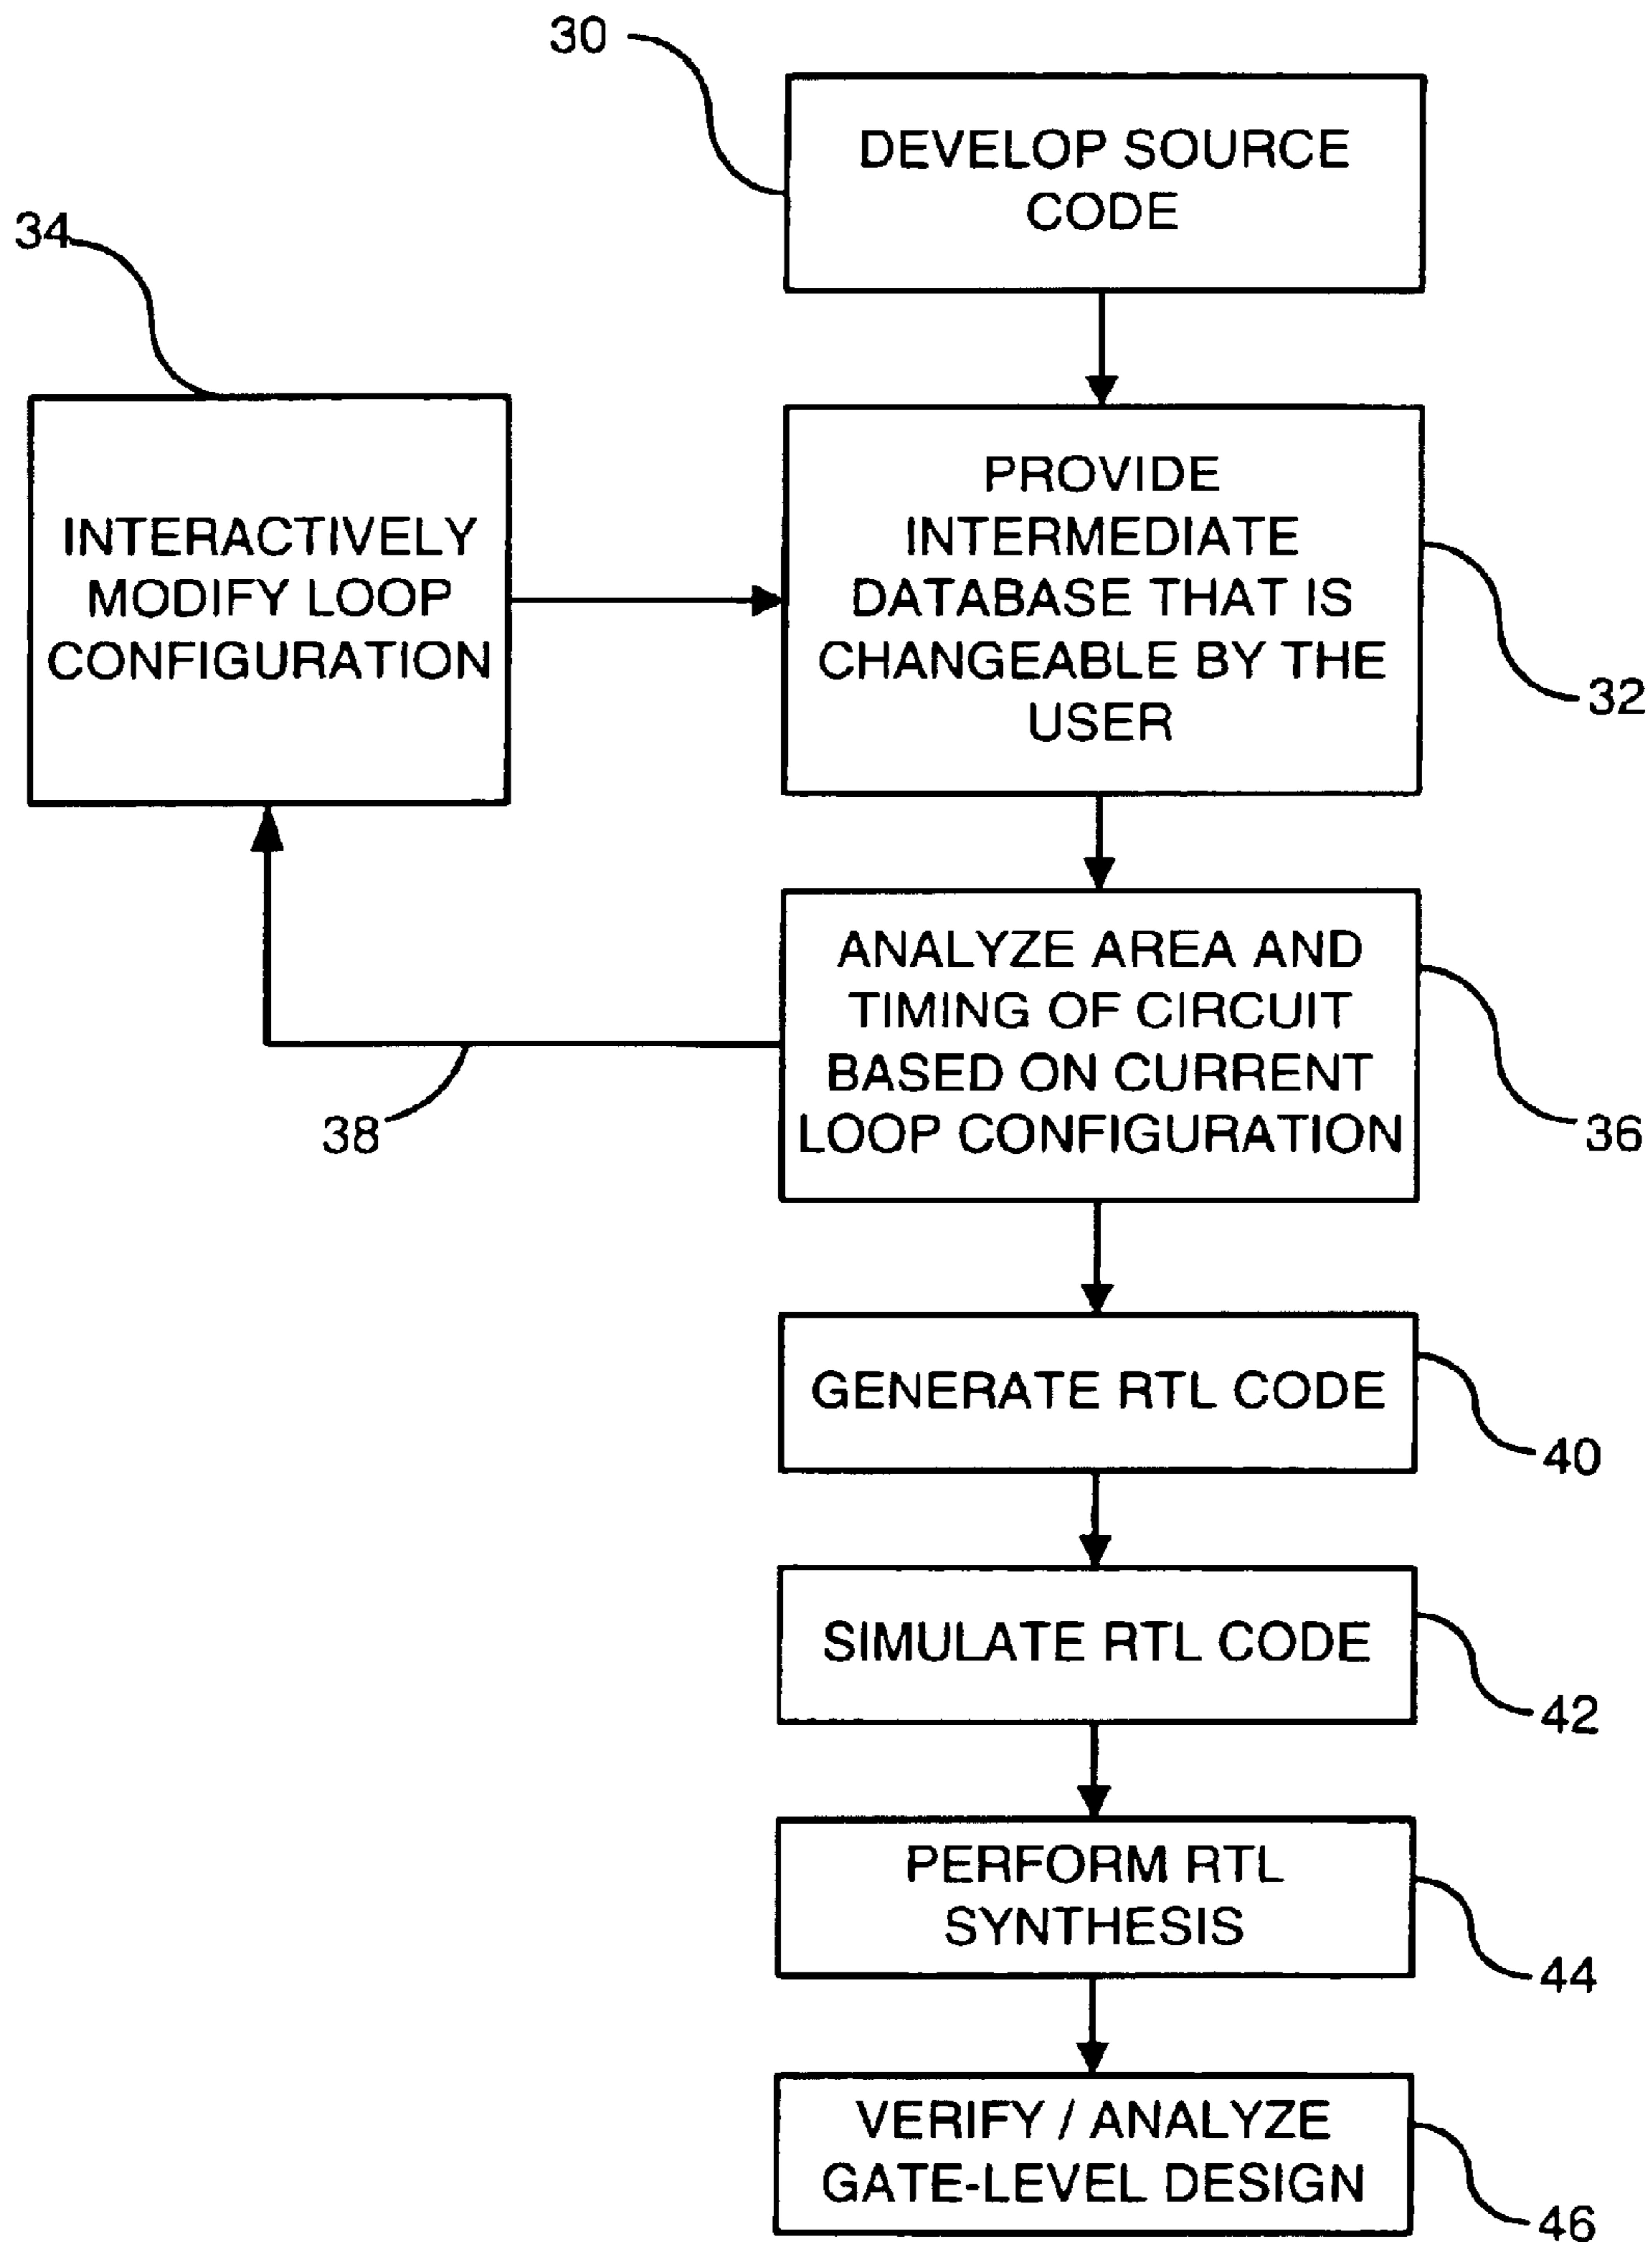 30
DEVELOP SOURCE
CODE
34
INTERACTIVELY
MODIFY LOOP
CONFIGURATION
PROVIDE
INTERMEDIATE
DATABASE THAT IS
CHANGEABLE BY THE
USER
32
ANALYZE AREA AND
TIMING OF CIRCUIT
BASED ON CURRENT
LOOP CONFIGURATION
36
38
GENERATE RTL CODE
40
SIMULATE RTL CODE
42
PERFORM RTL
SYNTHESIS
44
VERIFY / ANALYZE
GATE-LEVEL DESIGN
46